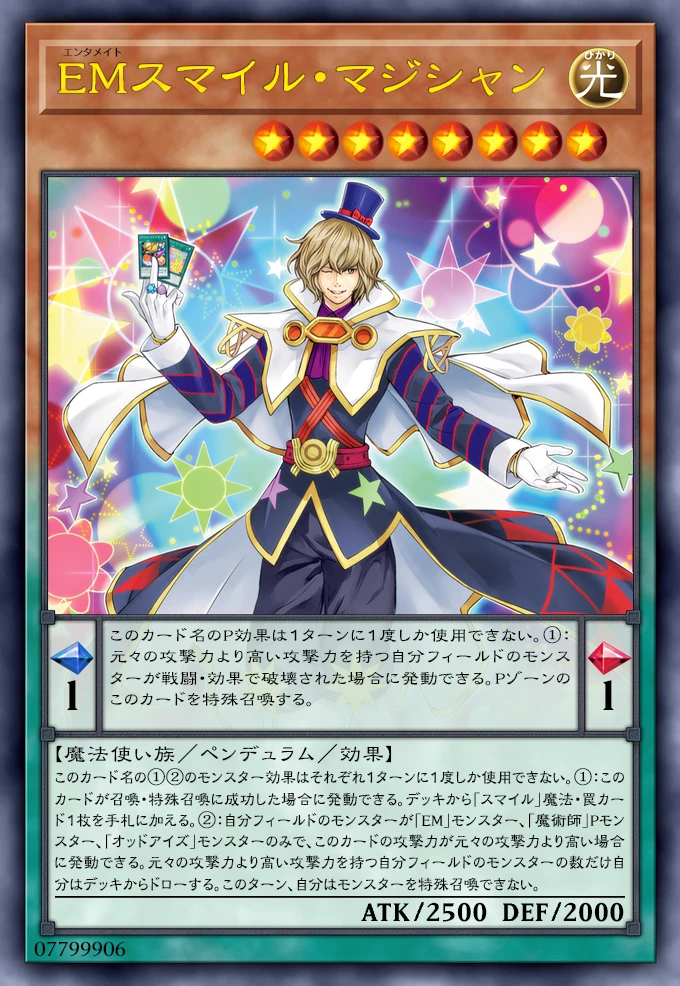 エンタメイト
EMスマイル・マジシャン
ひかり
光
このカード名のP効果は1ターンに1度しか使用できない。①:
元々の攻撃力より高い攻撃力を持つ自分フィールドのモンス
ターが戦闘・効果で破壊された場合に発動できる。Pゾーンの
このカードを特殊召喚する。
1
1
【魔法使い族/ペンデュラム/効果】
このカード名の①②のモンスター効果はそれぞれ1ターンに1度しか使用できない。①:この
カードが召喚・特殊召喚に成功した場合に発動できる。デッキから「スマイル」魔法・罠カー
ド1枚を手札に加える。②:自分フィールドのモンスターが「EM」モンスター、「魔術師」Pモン
スター、「オッドアイズ」モンスターのみで、このカードの攻撃力が元々の攻撃力より高い場合
に発動できる。元々の攻撃力より高い攻撃力を持つ自分フィールドのモンスターの数だけ自
分はデッキからドローする。このターン、自分はモンスターを特殊召喚できない。
ATK/2500 DEF/2000
07799906